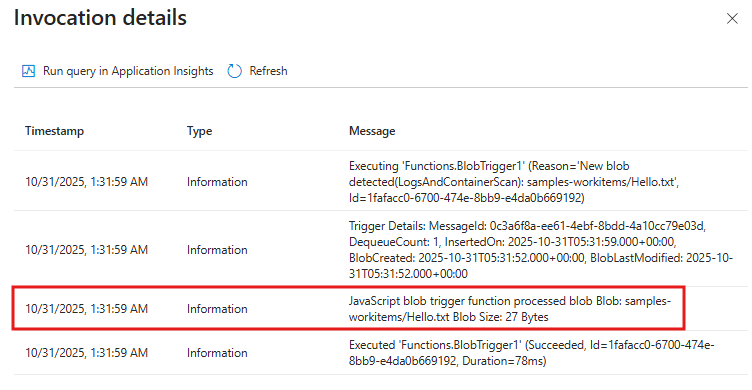 Invocation details
Run query in Application Insights Refresh
Timestamp Type Message
Executing 'Functions.BlobTrigger1' (Reason='New blob
10/31/2025, 1:31:59 AM Information detected(LogsAndContainerScan): samples-workitems/Hello.txt',
Id=1fafacc0-6700-474e-8bb9-e4da0b669192)
Trigger Details: MessageId: 0c3a6f8a-ee61-4ebf-8bdd-4a10cc79e03d,
10/31/2025, 1:31:59 AM Information DequeueCount: 1, InsertedOn: 2025-10-31T05:31:59.000+00:00,
BlobCreated: 2025-10-31T05:31:52.000+00:00, BlobLastModified: 2025-10-
31T05:31:52.000+00:00
JavaScript blob trigger function processed blob Blob: samples-
10/31/2025, 1:31:59 AM Information workitems/Hello.txt Blob Size: 27 Bytes
Executed 'Functions.BlobTrigger1' (Succeeded, Id=1fafacc0-6700-474e-
10/31/2025, 1:31:59 AM Information 8bb9-e4da0b669192, Duration=78ms)